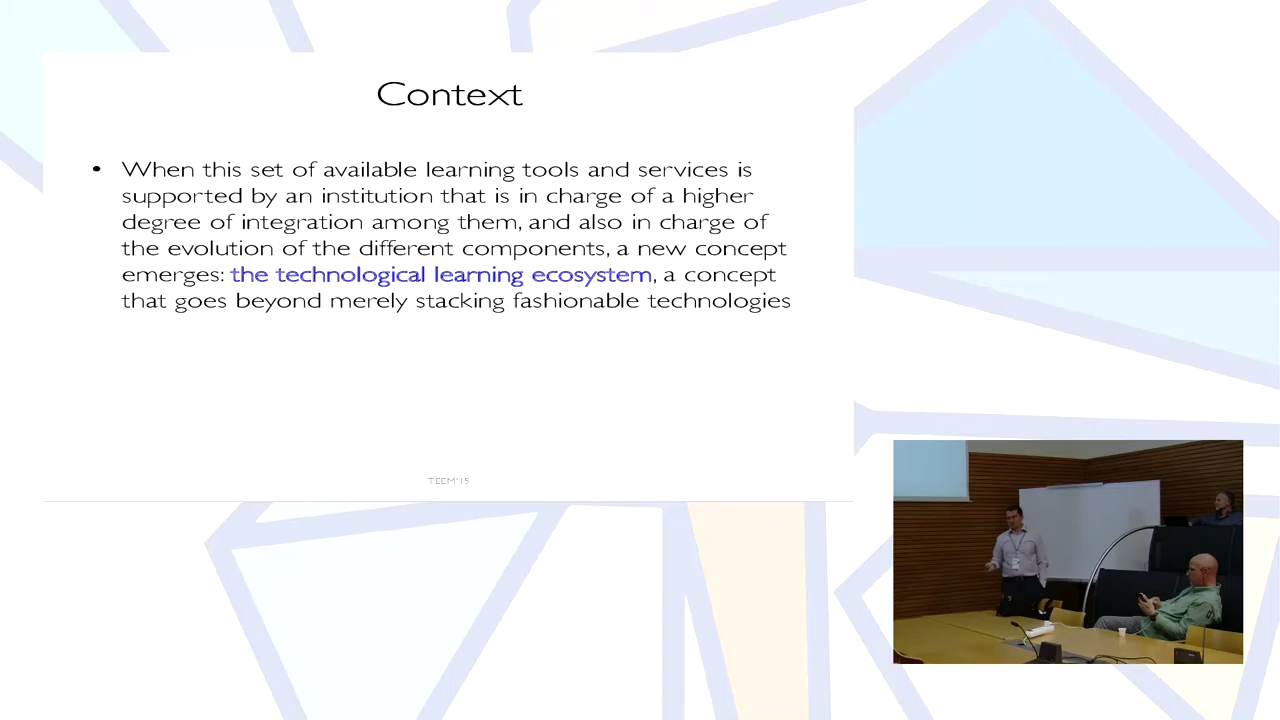 Context
• When this set of available learning tools and services is
supported by an institution that is in charge of a higher
degree of integration among them, and also in charge of
the evolution of the different components, a new concept
emerges: the technological learning ecosystem, a concept
that goes beyond merely stacking fashionable technologies
TEEM'15